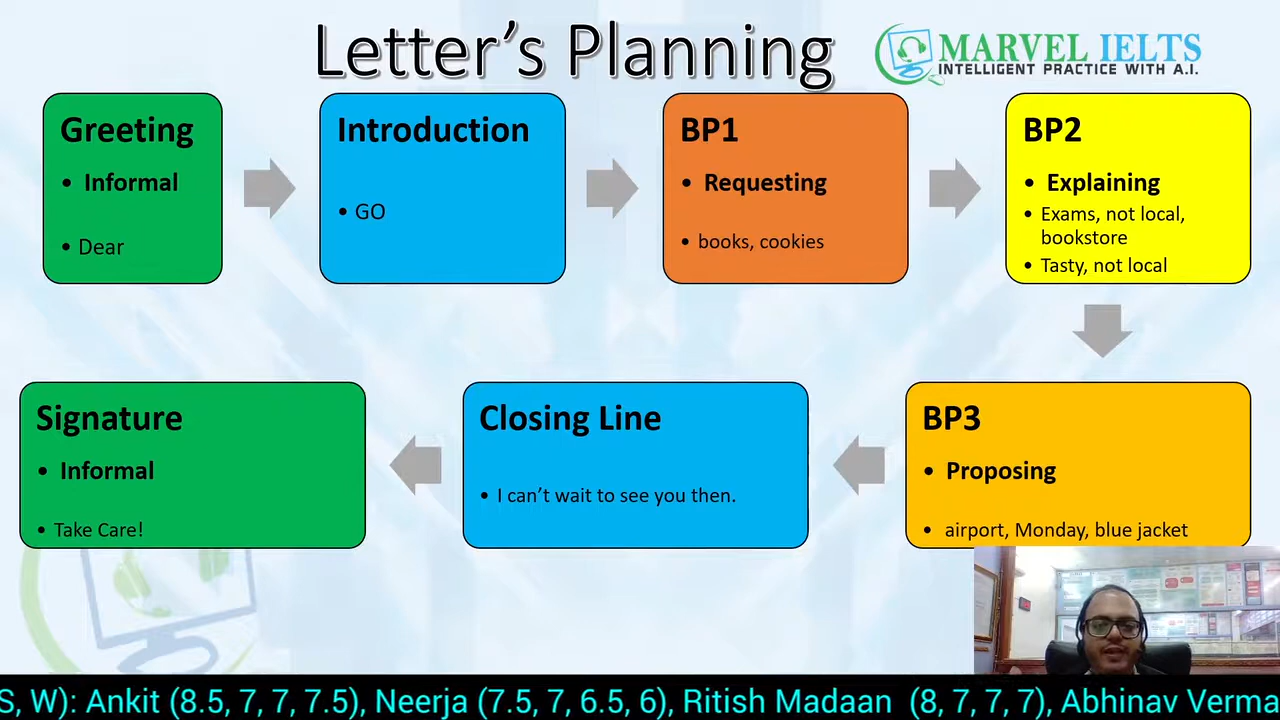 Letter's Planning
MARVEL IELTS
INTELLIGENT PRACTICE WITH A.I.
Greeting
• Informal
• Dear
Introduction
• GO
BP1
• Requesting
• books, cookies
BP2
• Explaining
• Exams, not local,
bookstore
• Tasty, not local
BP3
• Proposing
• airport, Monday, blue jacket
Closing Line
• I can't wait to see you then.
Signature
• Informal
• Take Care!
S, W): Ankit (8.5, 7, 7, 7.5), Neerja (7.5, 7, 6.5, 6), Ritish Madaan (8, 7, 7, 7), Abhinav Verma